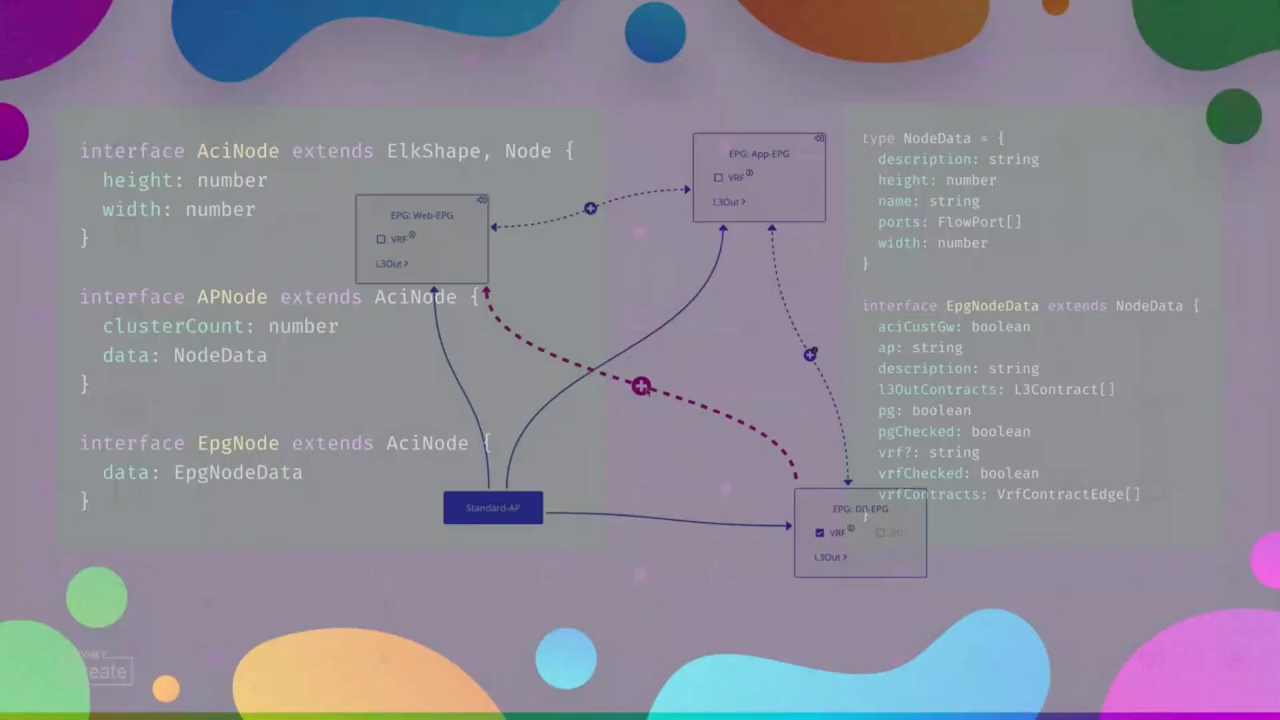 interface AciNode extends ElkShape, Node {
height: number
width: number
}
interface APNode extends AciNode {
clusterCount: number
data: NodeData
}
interface EpgNode extends AciNode {
data: EpgNodeData
}
EPG: Web-EPG
VRF
L3Out >
EPG: App-EPG
VRF
L3Out >
Standard-AP
EPG: DB-EPG
VRF
L3Out >
type NodeData = {
description: string
height: number
name: string
ports: FlowPort[]
width: number
}
interface EpgNodeData extends NodeData {
aciCustGw: boolean
ap: string
description: string
l3OutContracts: L3Contract[]
pg: boolean
pgChecked: boolean
vrf?: string
vrfChecked: boolean
vrfContracts: VrfContractEdge[]
}